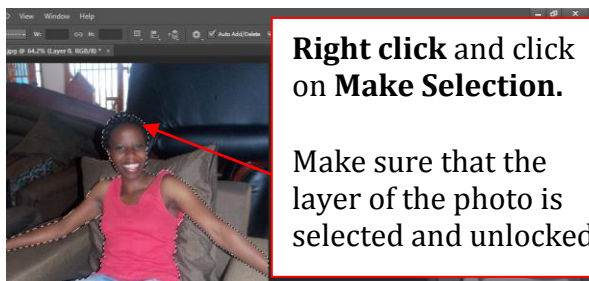 View Window Help
W: H: Auto Add/Delete
.jpg @ 64.2% (Layer 0, RGB/8) * ×
Right click and click
on Make Selection.
Make sure that the
layer of the photo is
selected and unlocked